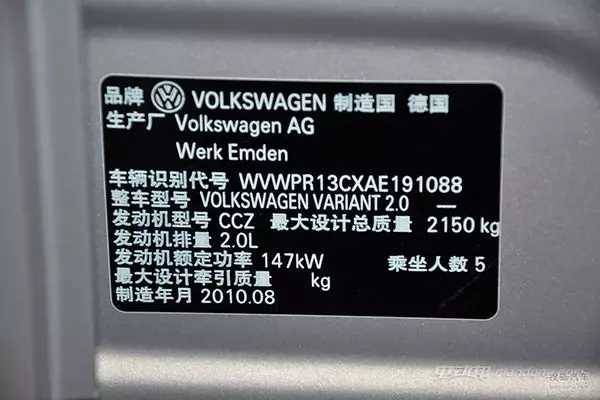 品牌 VOLKSWAGEN 制造国 德国
生产厂 Volkswagen AG
Werk Emden
车辆识别代号 WVWPR13CXAE191088
整车型号 VOLKSWAGEN VARIANT 2.0 —
发动机型号 CCZ 最大设计总质量 2150 kg
发动机排量 2.0L
发动机额定功率 147kW 乘坐人数 5
最大设计牵引质量 kg
制造年月 2010.08